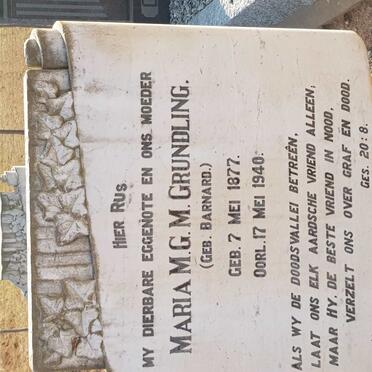 HIER RUS
MY DIERBARE EGGENOTE EN ONS MOEDER
MARIA M.G.M. GRUNDLING.
(GEB. BARNARD.)
GEB. 7 MEI 1877.
OORL. 17 MEI 1940.
ALS WY DE DOODSVALLEI BETREÊN,
LAAT ONS ELK AARDSCHE VRIEND ALLEEN;
MAAR HY, DE BESTE VRIEND IN NOOD,
VERZELT ONS OVER GRAF EN DOOD.
GES. 20:8.